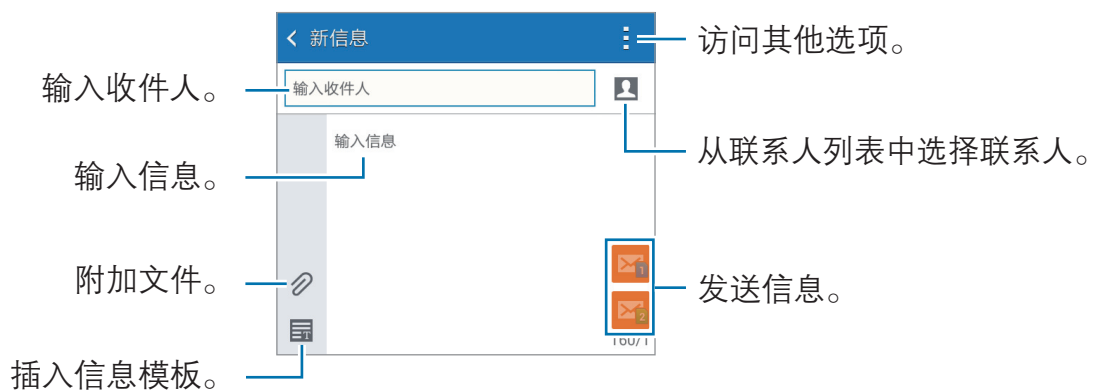 新信息
访问其他选项。
输入收件人。
输入收件人
从联系人列表中选择联系人。
输入信息
输入信息。
附加文件。
1
2
发送信息。
160/1
插入信息模板。